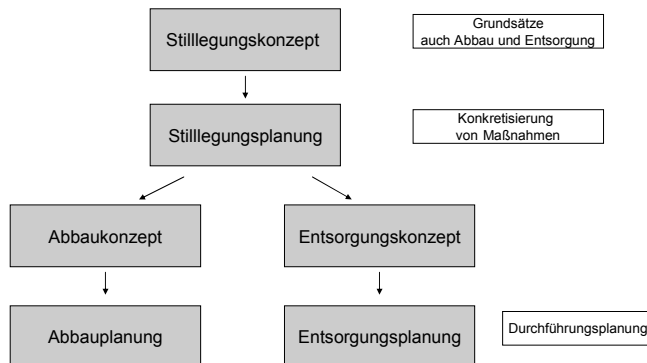 Stilllegungskonzept
Grundsätze
auch Abbau und Entsorgung
Stilllegungsplanung
Konkretisierung
von Maßnahmen
Abbaukonzept
Entsorgungskonzept
Abbauplanung
Entsorgungsplanung
Durchführungsplanung